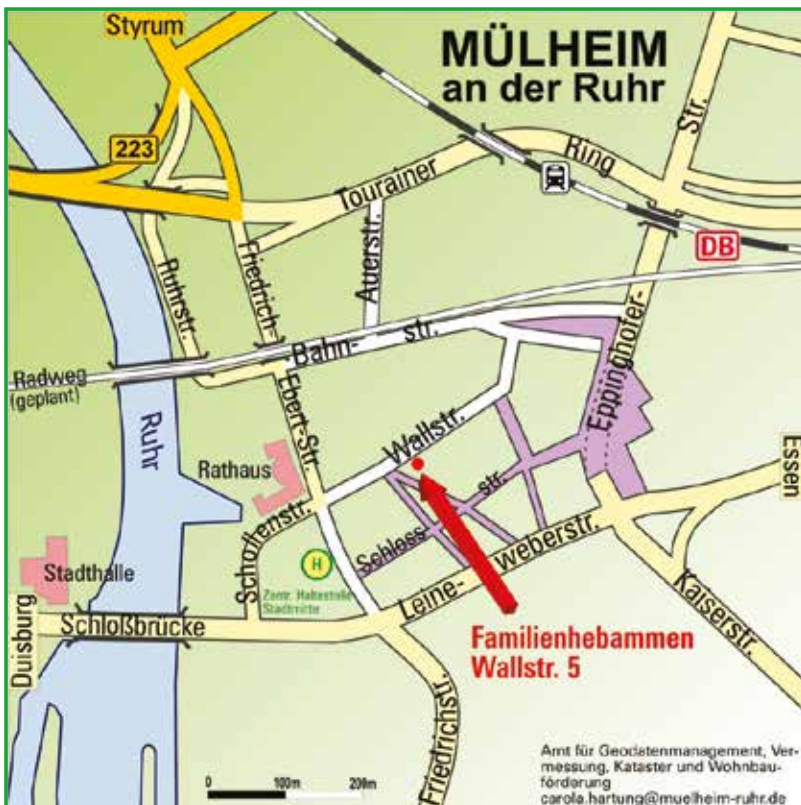 Styrum
MÜLHEIM
an der Ruhr
223
Str.
Ring
Tourainer
DB
Auerstr.
Friedrich-
Ruhrstr.
Eppinghofer-
Bahn-
str.
Radweg
(geplant)
Ebert-Str.
Wallstr.
Ruhr
Rathaus
Essen
Schloss
str.
Schollenstr.
H
Zentr. Haltestelle
Stadtmitte
Stadthalle
Leine-
weberstr.
Kaiserstr.
Duisburg
Schloßbrücke
Familienhebammen
Wallstr. 5
Friedrichstr.
0 100m 200m
Amt für Geodatenmanagement, Ver-
messung, Kataster und Wohnbau-
förderung
carola.hartung@muelheim-ruhr.de